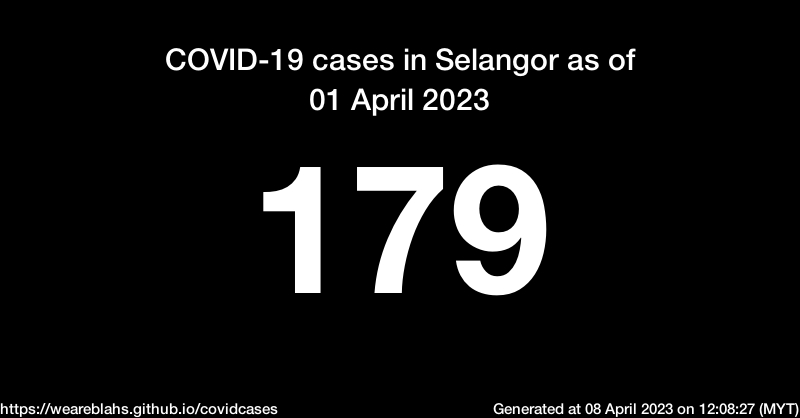 COVID-19 cases in Selangor as of
01 April 2023
179
https://weareblahs.github.io/covidcases
Generated at 08 April 2023 on 12:08:27 (MYT)